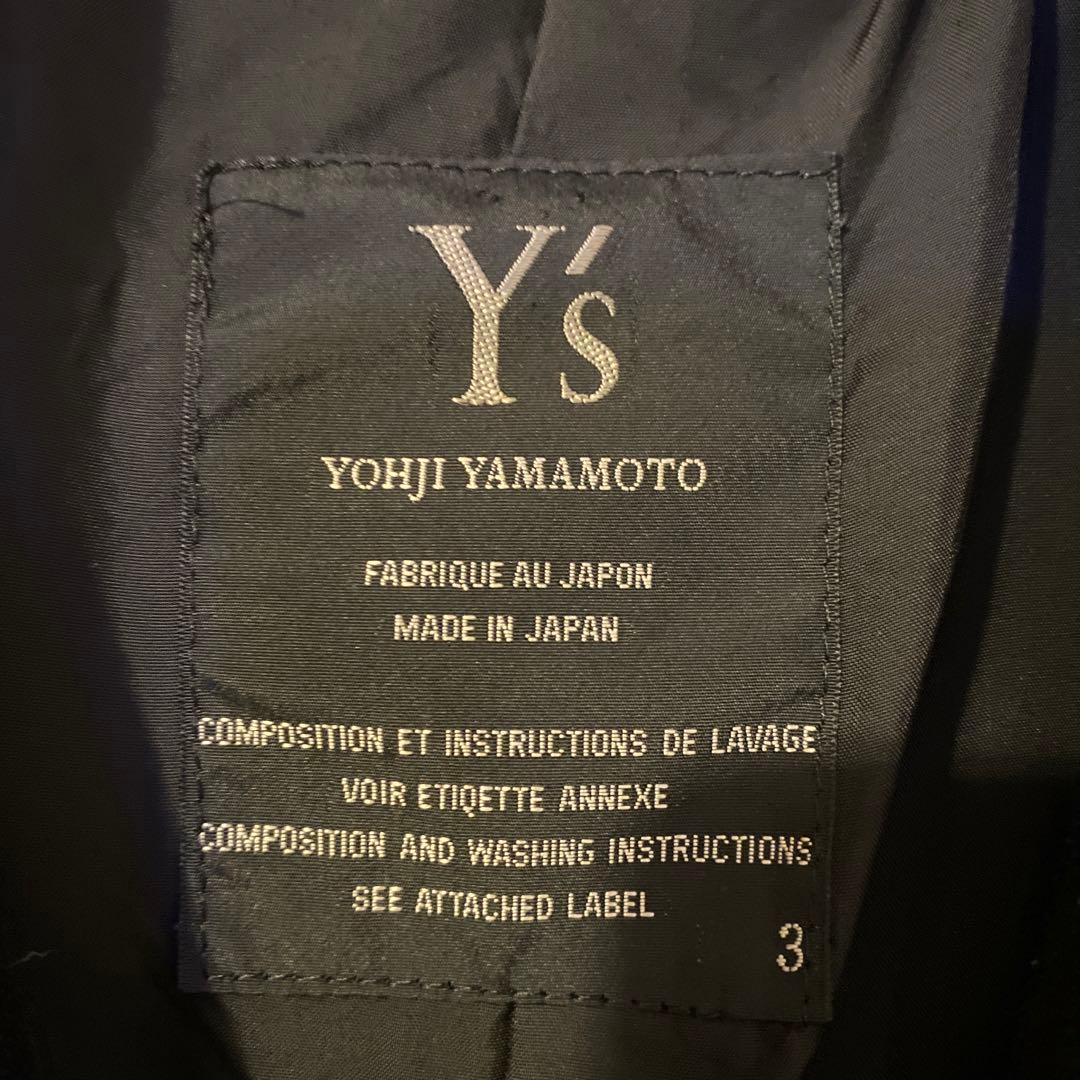 Y's
YOHJI YAMAMOTO
FABRIQUE AU JAPON
MADE IN JAPAN
COMPOSITION ET INSTRUCTIONS DE LAVAGE
VOIR ETIQETTE ANNEXE
COMPOSITION AND WASHING INSTRUCTIONS
SEE ATTACHED LABEL
3